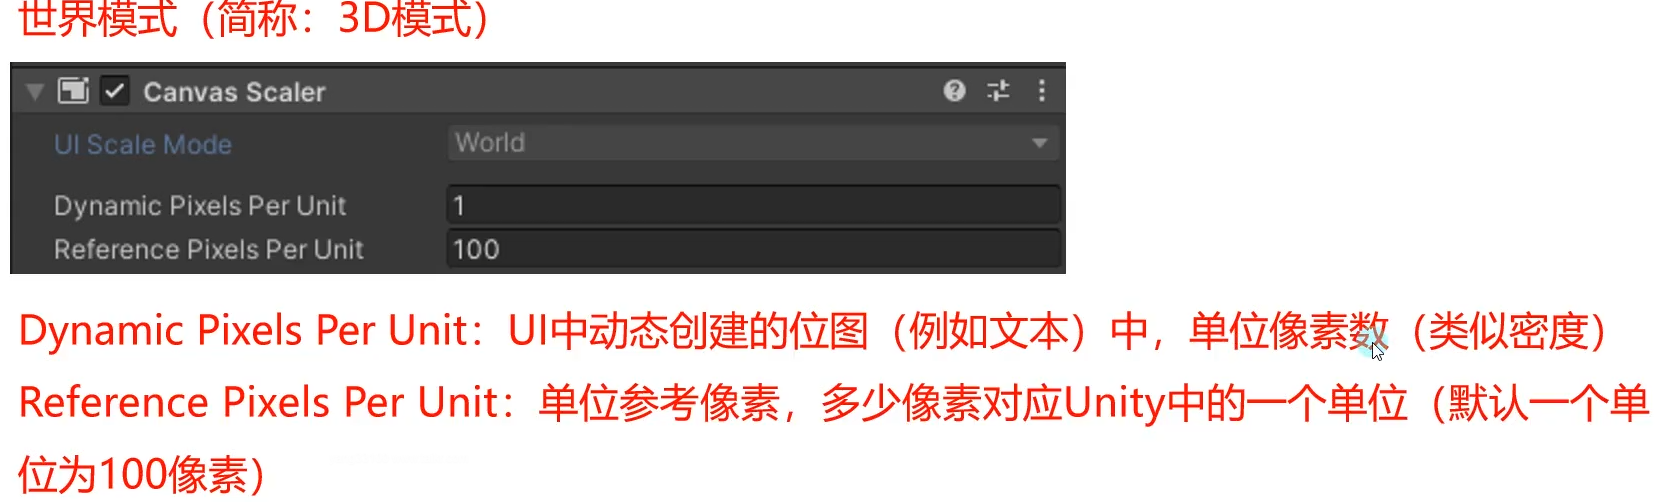 世界模式（简称：3D模式）
Canvas Scaler
UI Scale Mode World
Dynamic Pixels Per Unit 1
Reference Pixels Per Unit 100
Dynamic Pixels Per Unit：UI中动态创建的位图（例如文本）中，单位像素数（类似密度）
Reference Pixels Per Unit：单位参考像素，多少像素对应Unity中的一个单位（默认一个单
位为100像素）